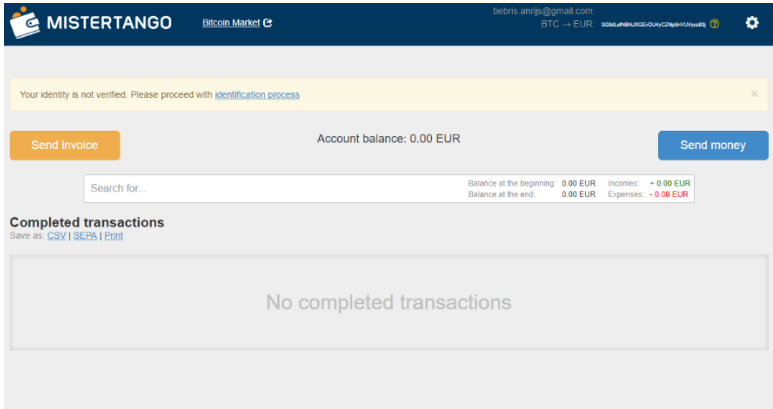 MISTERTANGO
Bitcoin Market
bebris.anrijs@gmail.com:
BTC → EUR:
Your identity is not verified. Please proceed with identification process
×
Send invoice
Account balance: 0.00 EUR
Send money
Search for...
Balance at the beginning: 0.00 EUR Incomes: + 0.00 EUR
Balance at the end: 0.00 EUR Expenses: - 0.00 EUR
Completed transactions
Save as: CSV | SEPA | Print
No completed transactions